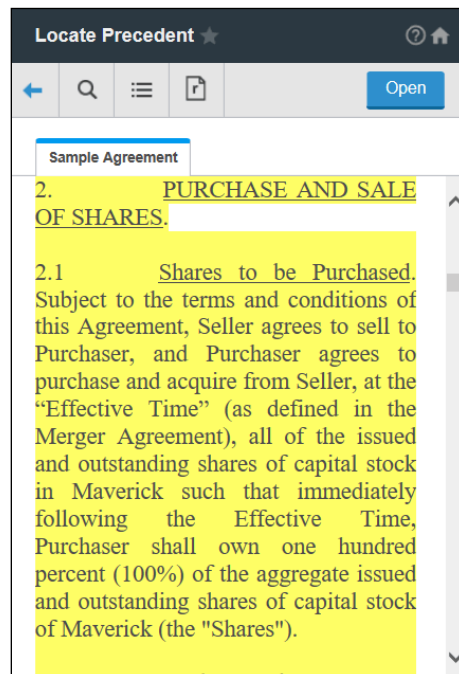 Locate Precedent
Open
Sample Agreement
2. PURCHASE AND SALE
OF SHARES.
2.1 Shares to be Purchased.
Subject to the terms and conditions of
this Agreement, Seller agrees to sell to
Purchaser, and Purchaser agrees to
purchase and acquire from Seller, at the
“Effective Time” (as defined in the
Merger Agreement), all of the issued
and outstanding shares of capital stock
in Maverick such that immediately
following the Effective Time,
Purchaser shall own one hundred
percent (100%) of the aggregate issued
and outstanding shares of capital stock
of Maverick (the "Shares").